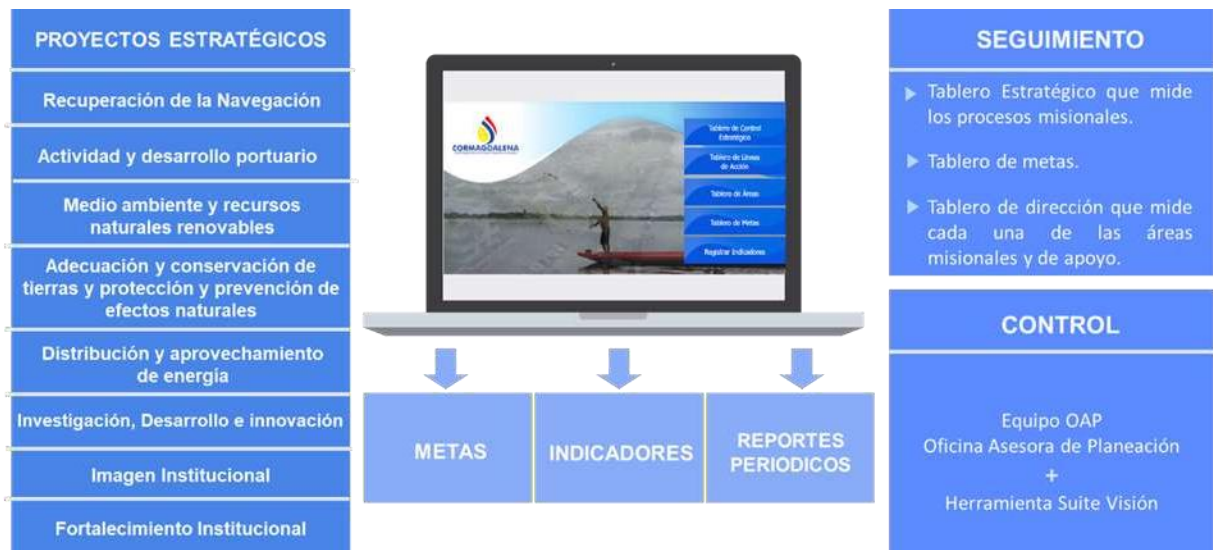 PROYECTOS ESTRATÉGICOS
Recuperación de la Navegación
Actividad y desarrollo portuario
Medio ambiente y recursos
naturales renovables
Adecuación y conservación de
tierras y protección y prevención de
efectos naturales
Distribución y aprovechamiento
de energía
Investigación, Desarrollo e innovación
Imagen Institucional
Fortalecimiento Institucional
CORMAGDALENA
Tablero de Control
Estratégico
Tablero de Líneas
de Acción
Tablero de Áreas
Tablero de Metas
Registrar Indicadores
METAS
INDICADORES
REPORTES
PERIODICOS
SEGUIMIENTO
Tablero Estratégico que mide
los procesos misionales.
Tablero de metas.
Tablero de dirección que mide
cada una de las áreas
misionales y de apoyo.
CONTROL
Equipo OAP
Oficina Asesora de Planeación
+
Herramienta Suite Visión